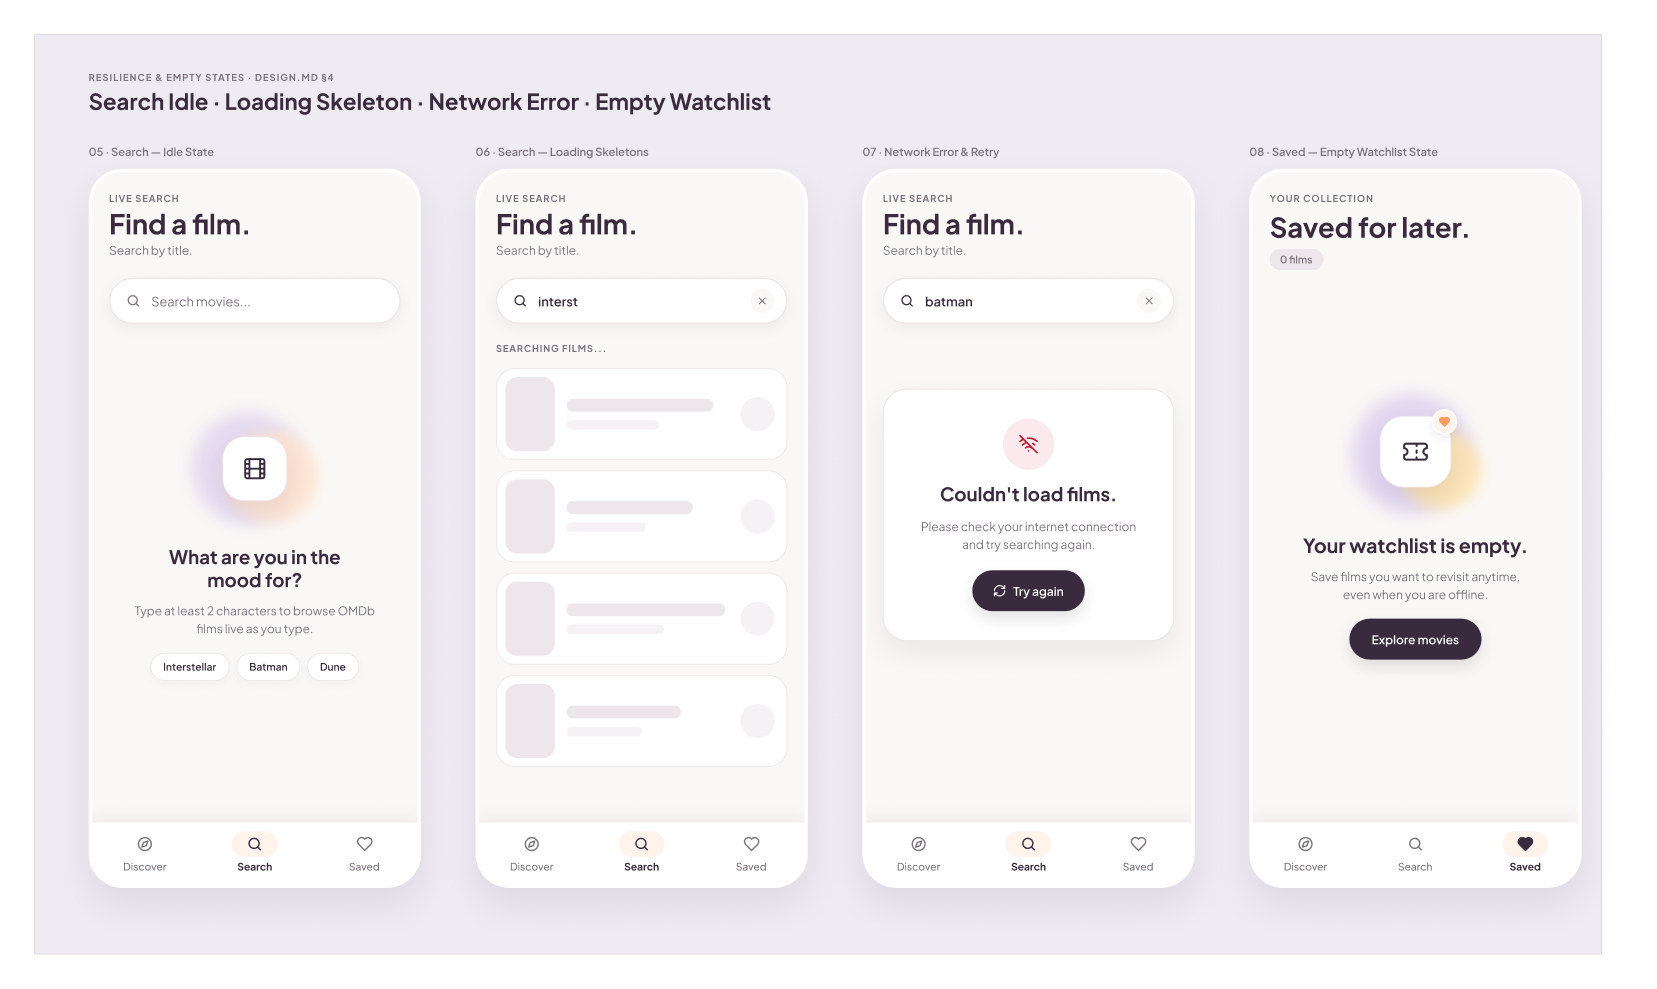 RESILIENCE & EMPTY STATES · DESIGN.MD §4
Search Idle · Loading Skeleton · Network Error · Empty Watchlist
05 · Search — Idle State
LIVE SEARCH
Find a film.
Search by title.
Search movies...
What are you in the
mood for?
Type at least 2 characters to browse OMDb
films live as you type.
Interstellar
Batman
Dune
Discover
Search
Saved
06 · Search — Loading Skeletons
LIVE SEARCH
Find a film.
Search by title.
interst
SEARCHING FILMS...
Discover
Search
Saved
07 · Network Error & Retry
LIVE SEARCH
Find a film.
Search by title.
batman
Couldn't load films.
Please check your internet connection
and try searching again.
Try again
Discover
Search
Saved
08 · Saved — Empty Watchlist State
YOUR COLLECTION
Saved for later.
0 films
Your watchlist is empty.
Save films you want to revisit anytime,
even when you are offline.
Explore movies
Discover
Search
Saved